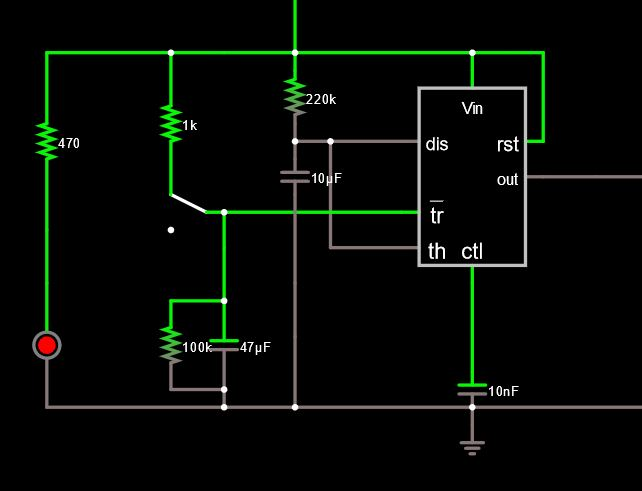 Vin
220k
1k
470
dis
rst
10μF
out
tr
th
ctl
100k
47μF
10nF